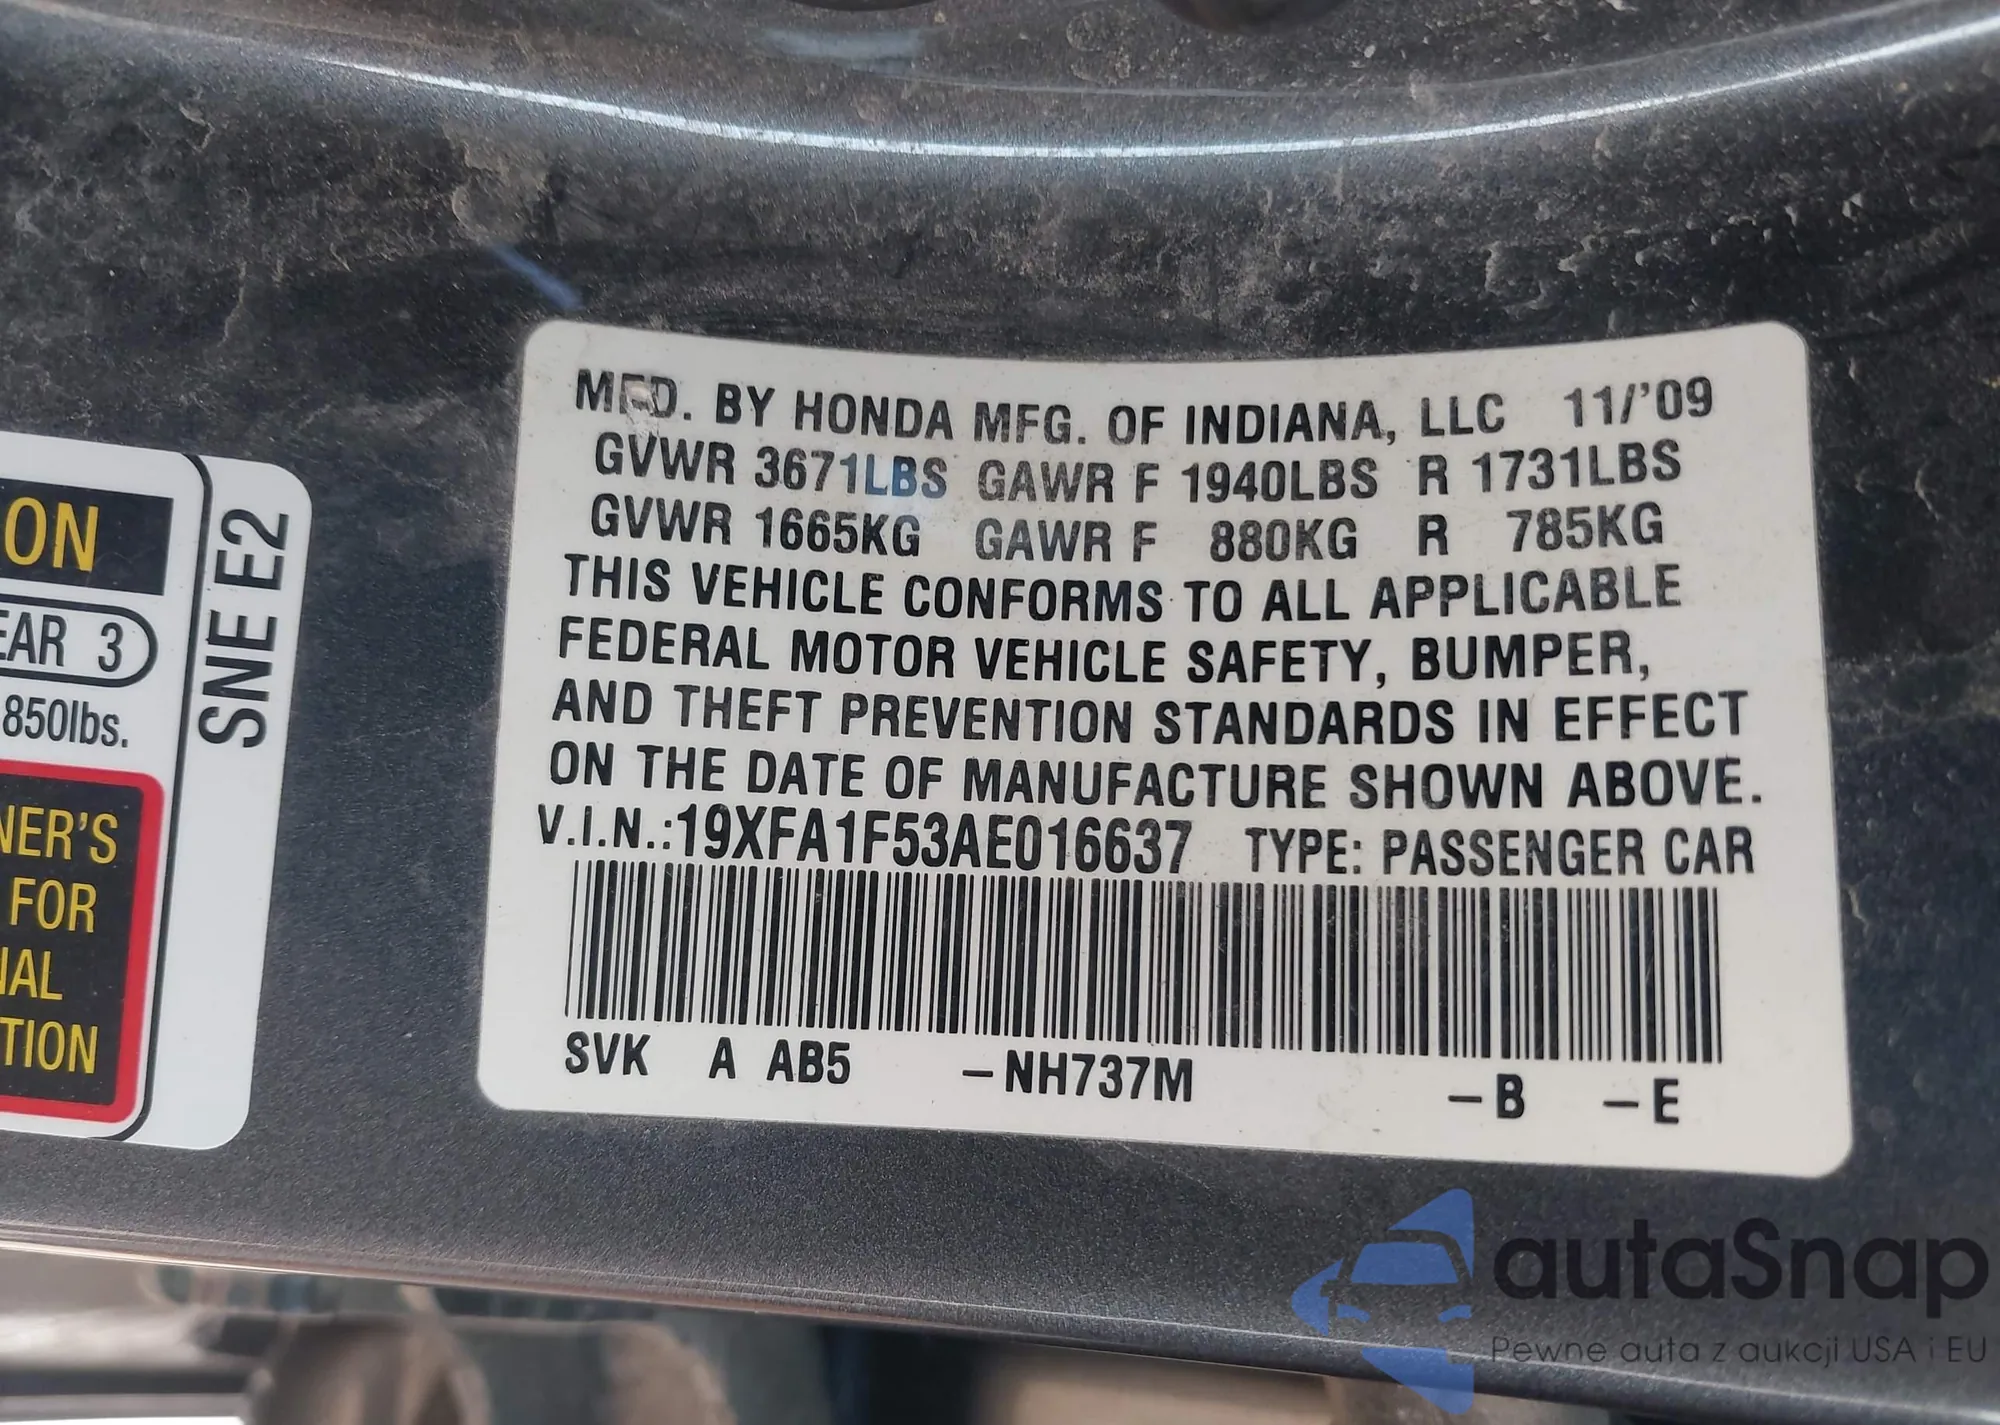 ON
EAR 3
850lbs.
NER'S
FOR
NAL
TION
SNE E2
MFD. BY HONDA MFG. OF INDIANA, LLC 11/'09
GVWR 3671LBS GAWR F 1940LBS R 1731LBS
GVWR 1665KG GAWR F 880KG R 785KG
THIS VEHICLE CONFORMS TO ALL APPLICABLE
FEDERAL MOTOR VEHICLE SAFETY, BUMPER,
AND THEFT PREVENTION STANDARDS IN EFFECT
ON THE DATE OF MANUFACTURE SHOWN ABOVE.
V.I.N.:19XFA1F53AE016637 TYPE: PASSENGER CAR
SVK A AB5 -NH737M -B -E
autaSnap
Pewne auta z aukcji USA i EU